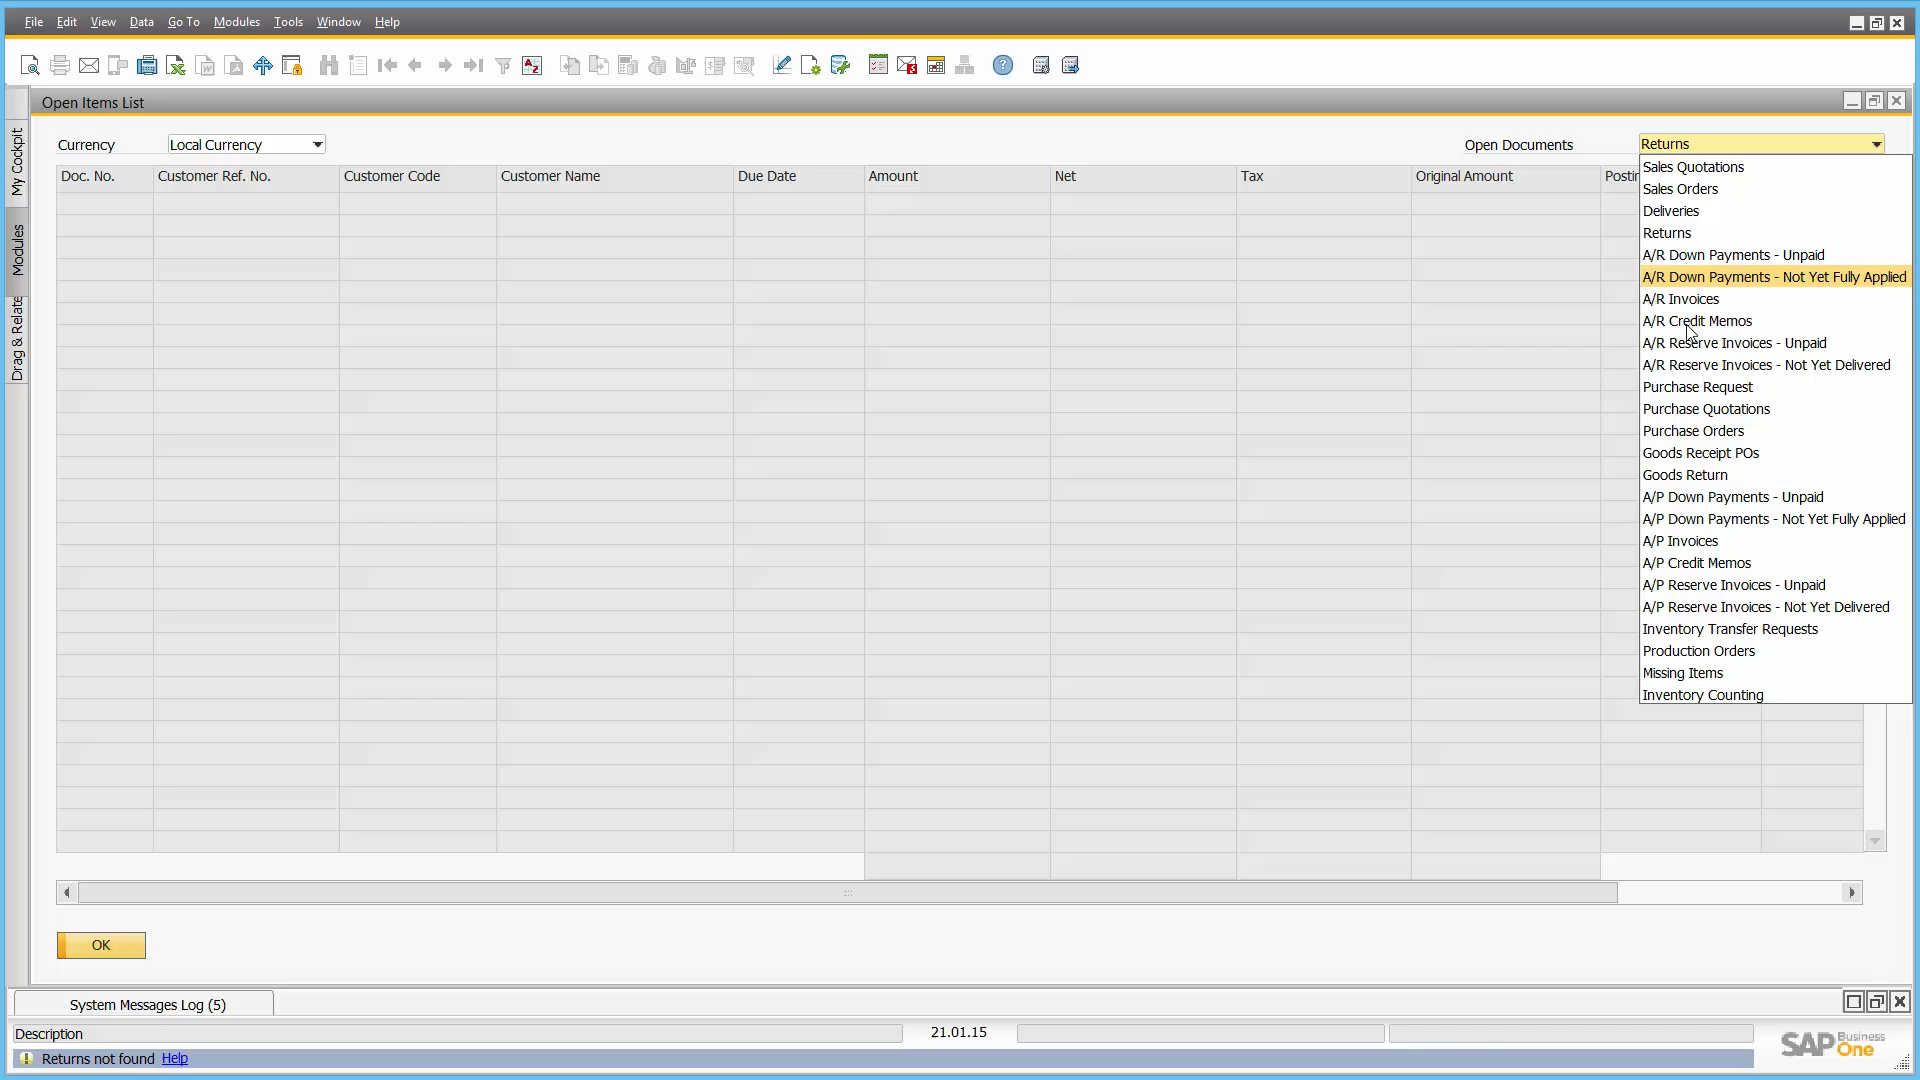 File Edit View Data Go To Modules Tools Window Help
Open Items List
My Cockpit
Modules
Drag & Relate
Currency Local Currency Open Documents Returns
Doc. No. Customer Ref. No. Customer Code Customer Name Due Date Amount Net Tax Original Amount Postin
Sales Quotations
Sales Orders
Deliveries
Returns
A/R Down Payments - Unpaid
A/R Down Payments - Not Yet Fully Applied
A/R Invoices
A/R Credit Memos
A/R Reserve Invoices - Unpaid
A/R Reserve Invoices - Not Yet Delivered
Purchase Request
Purchase Quotations
Purchase Orders
Goods Receipt POs
Goods Return
A/P Down Payments - Unpaid
A/P Down Payments - Not Yet Fully Applied
A/P Invoices
A/P Credit Memos
A/P Reserve Invoices - Unpaid
A/P Reserve Invoices - Not Yet Delivered
Inventory Transfer Requests
Production Orders
Missing Items
Inventory Counting
OK
System Messages Log (5)
Description 21.01.15
Returns not found Help
SAP Business One